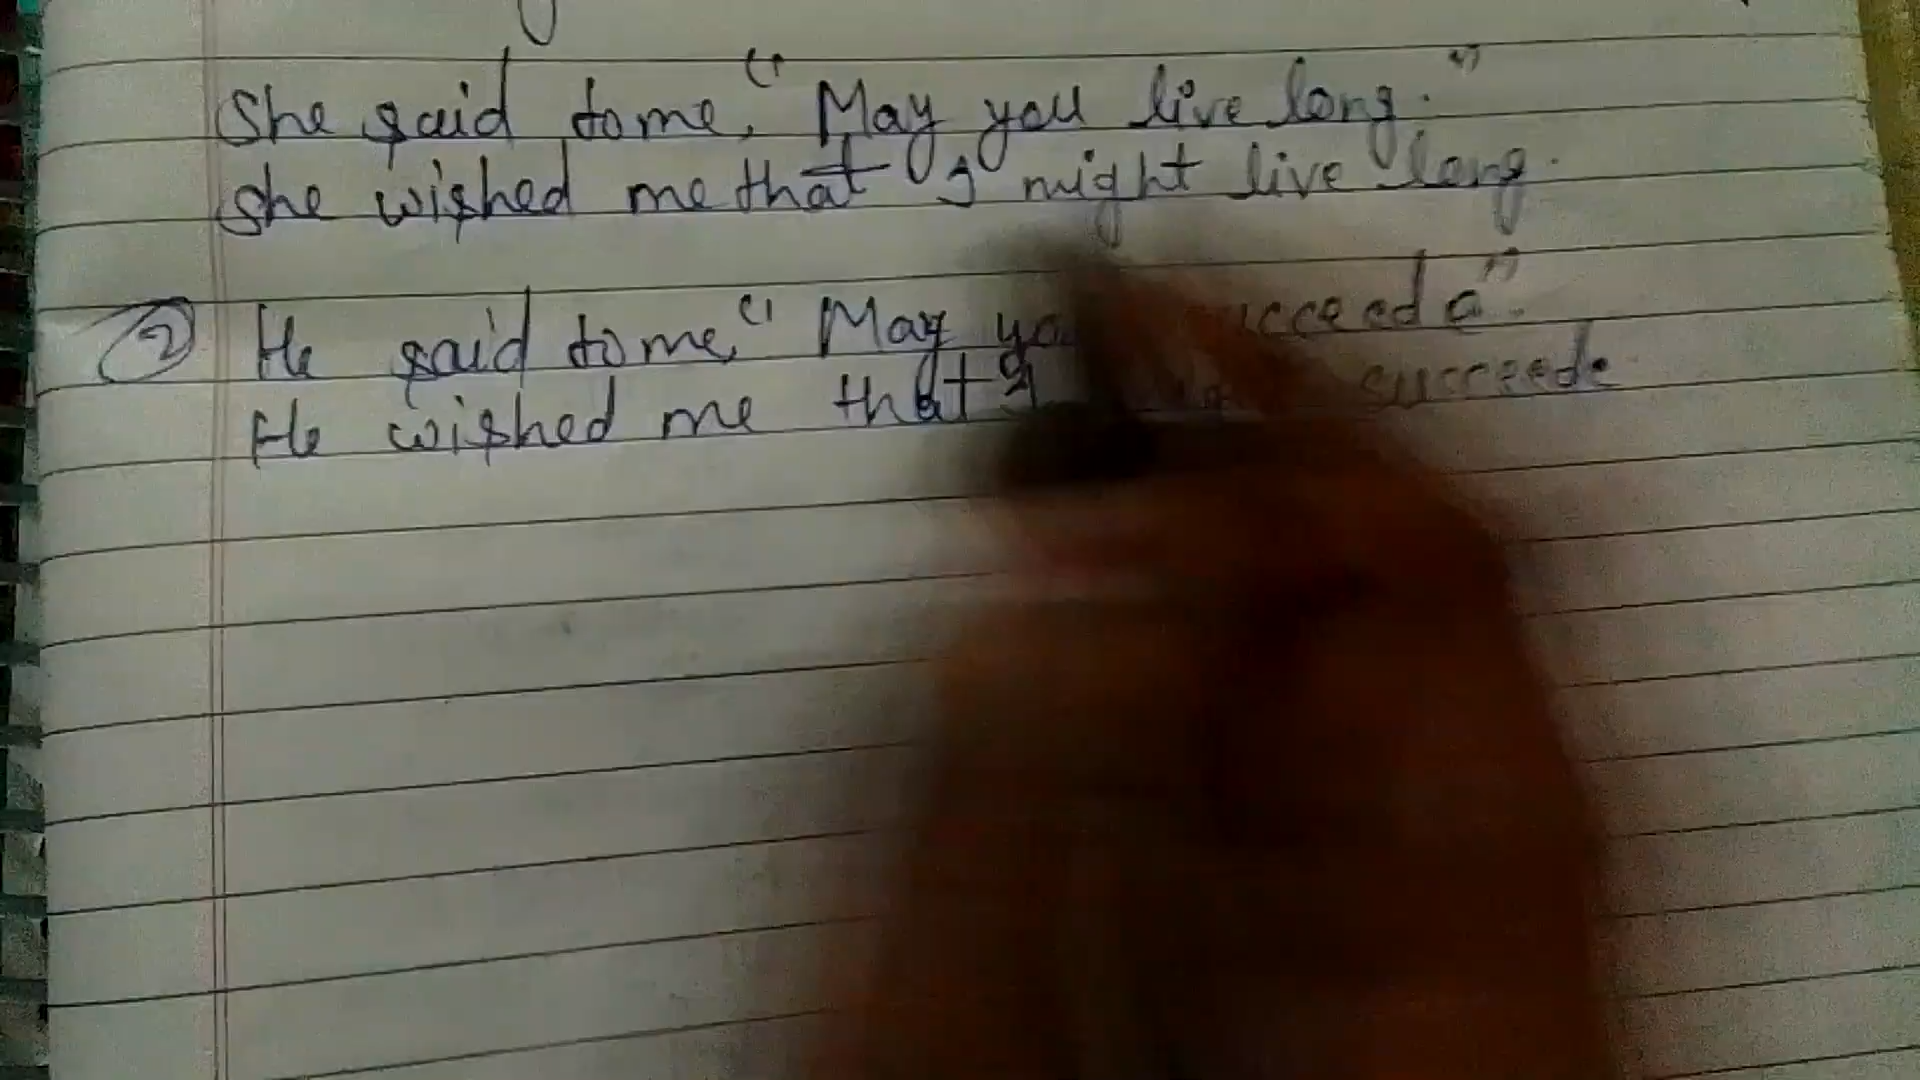 She said to me, "May you live long."
She wished me that I might live long.
② He said to me, "May
He wished me that I succeede